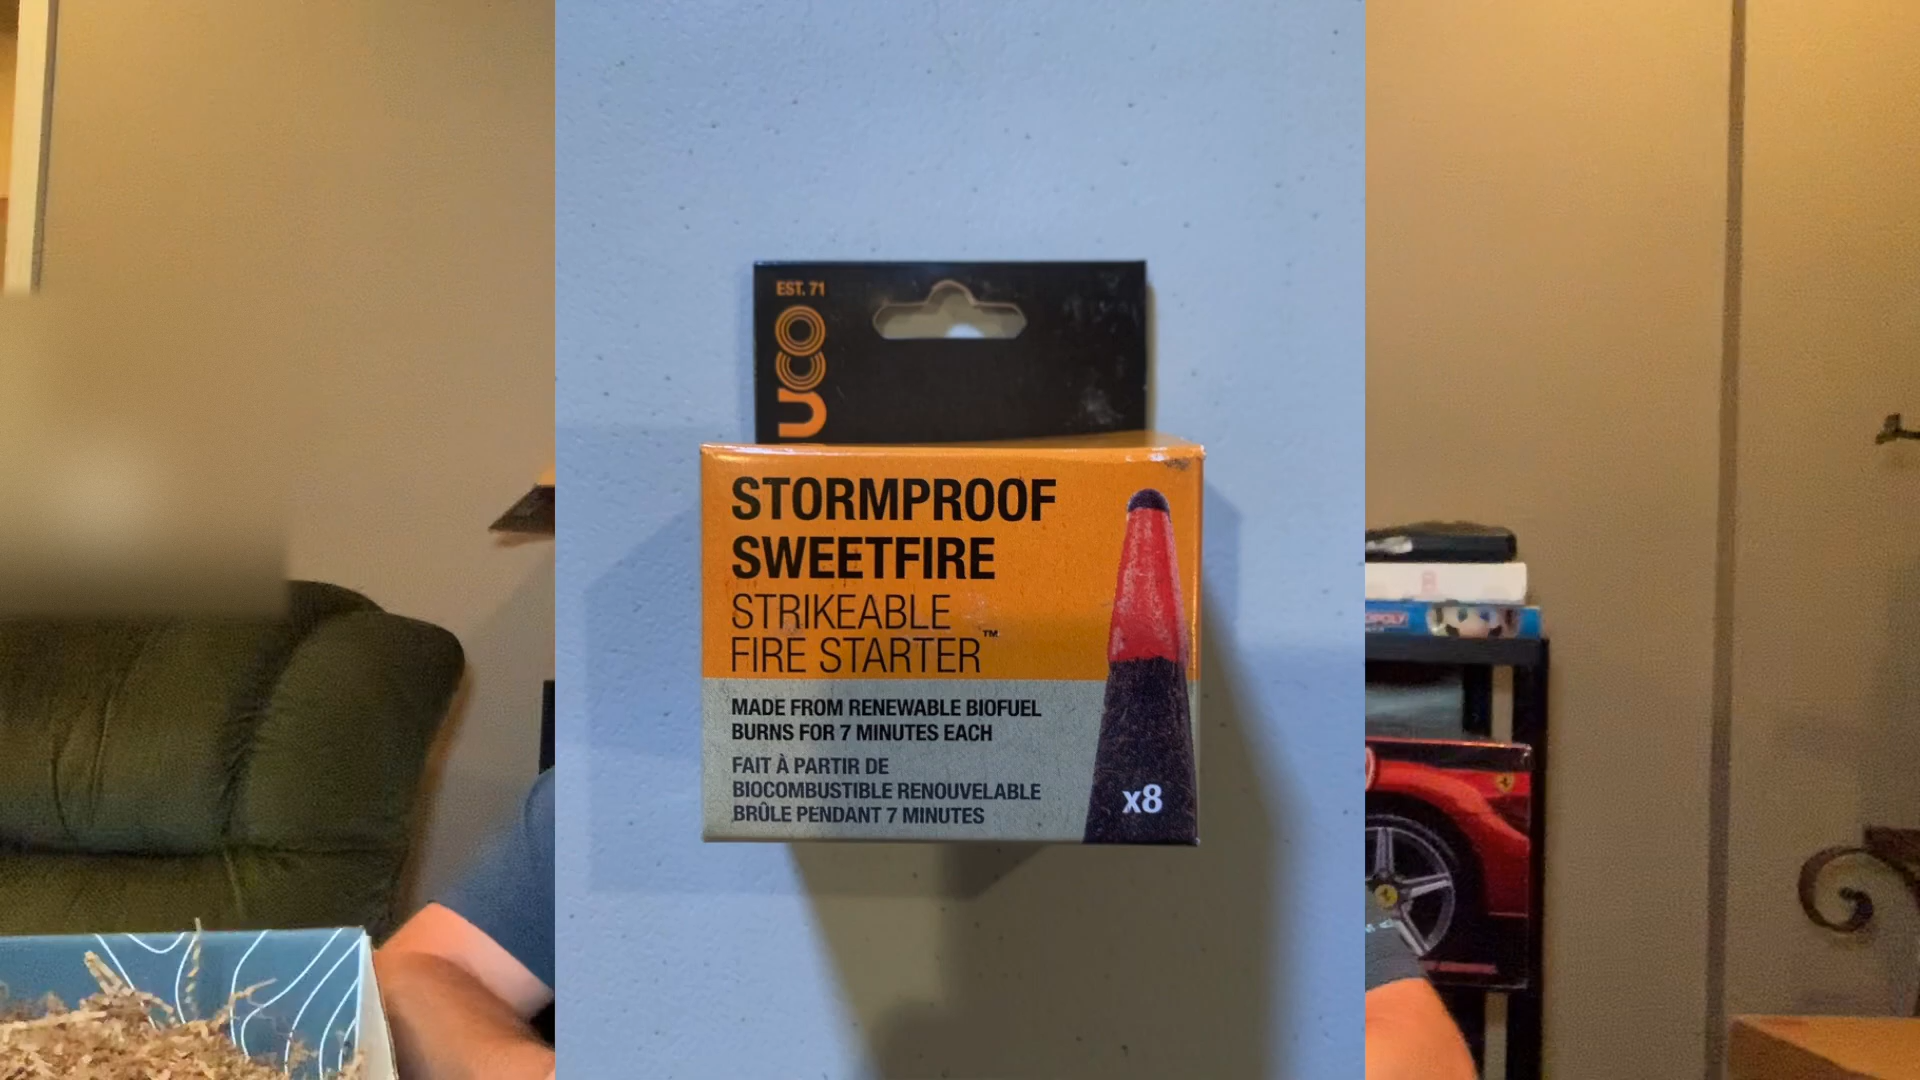 EST. 71
UCO
STORMPROOF
SWEETFIRE
STRIKEABLE
FIRE STARTER™
MADE FROM RENEWABLE BIOFUEL
BURNS FOR 7 MINUTES EACH
FAIT À PARTIR DE
BIOCOMBUSTIBLE RENOUVELABLE
BRÛLE PENDANT 7 MINUTES
x8
OPOLY